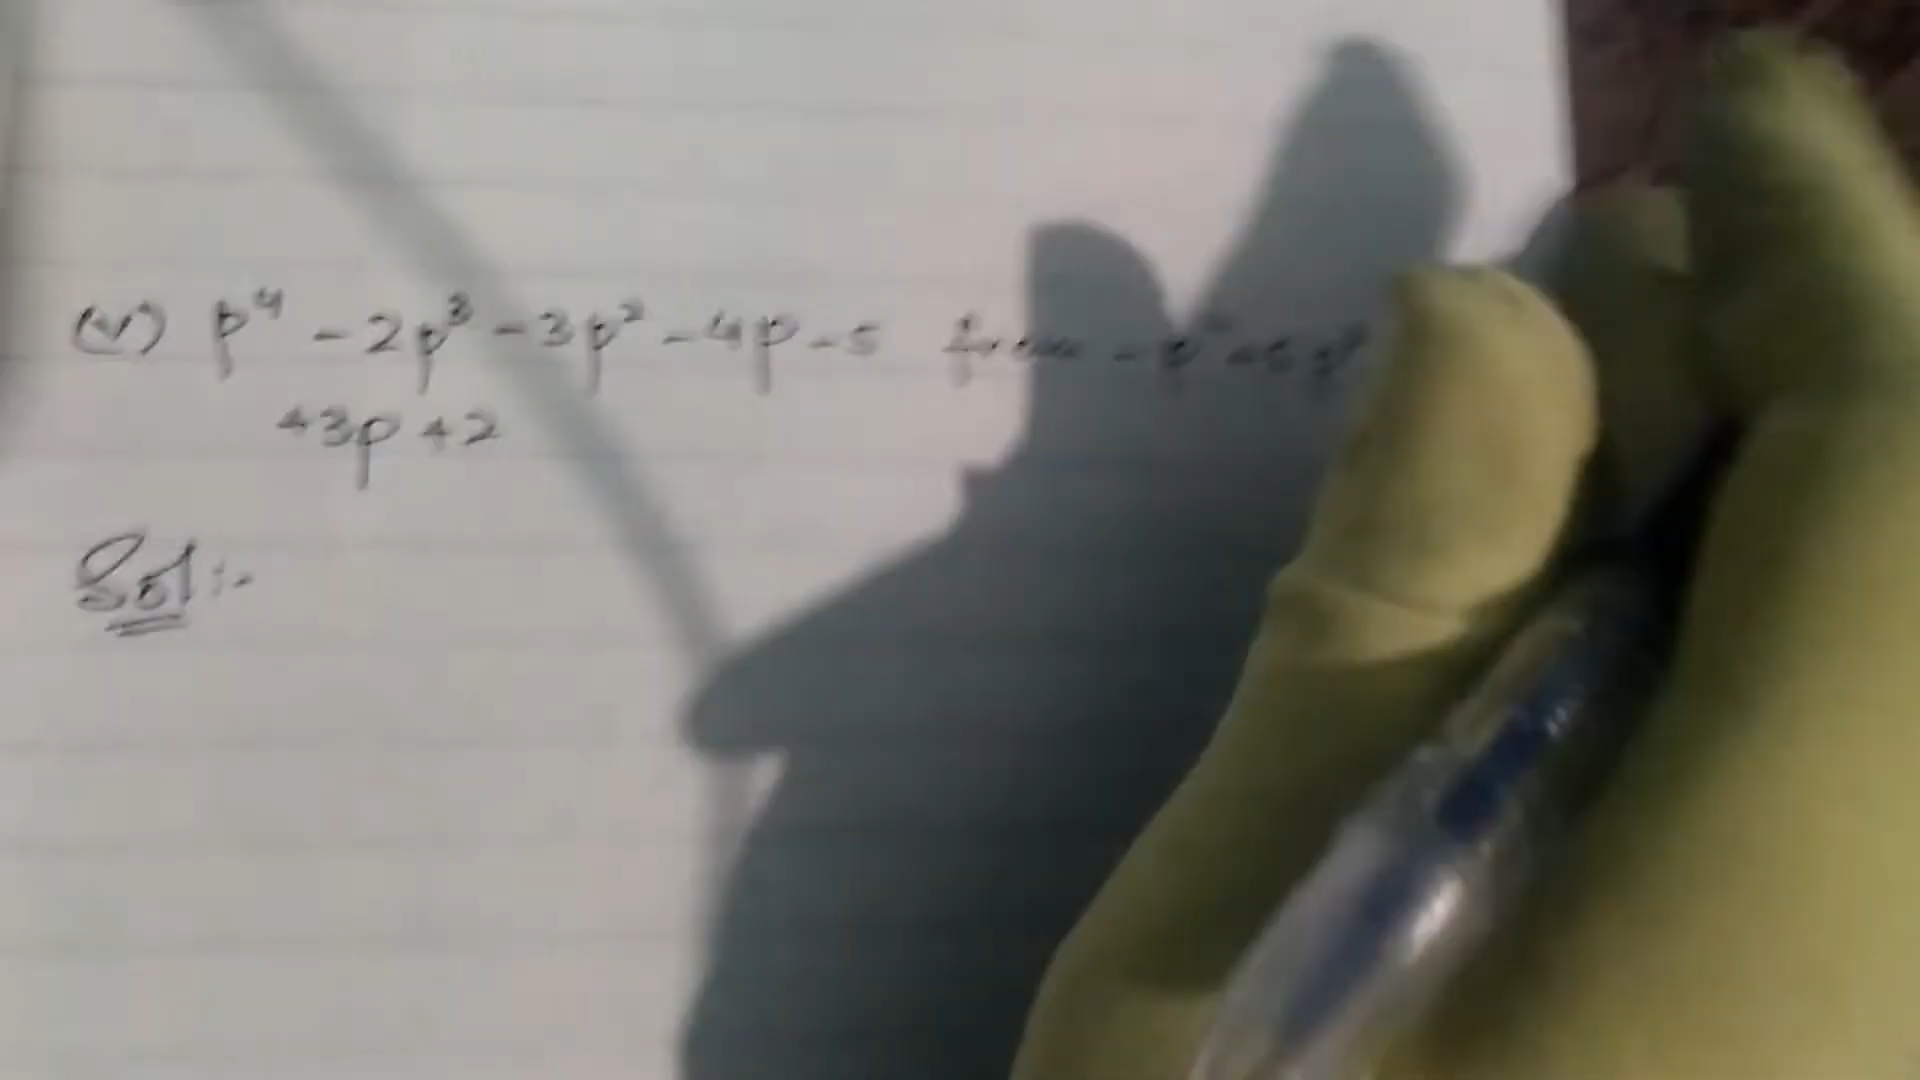 (v) p⁴ - 2p³ - 3p² - 4p - 5 from - p
+3p +2
Sol:-